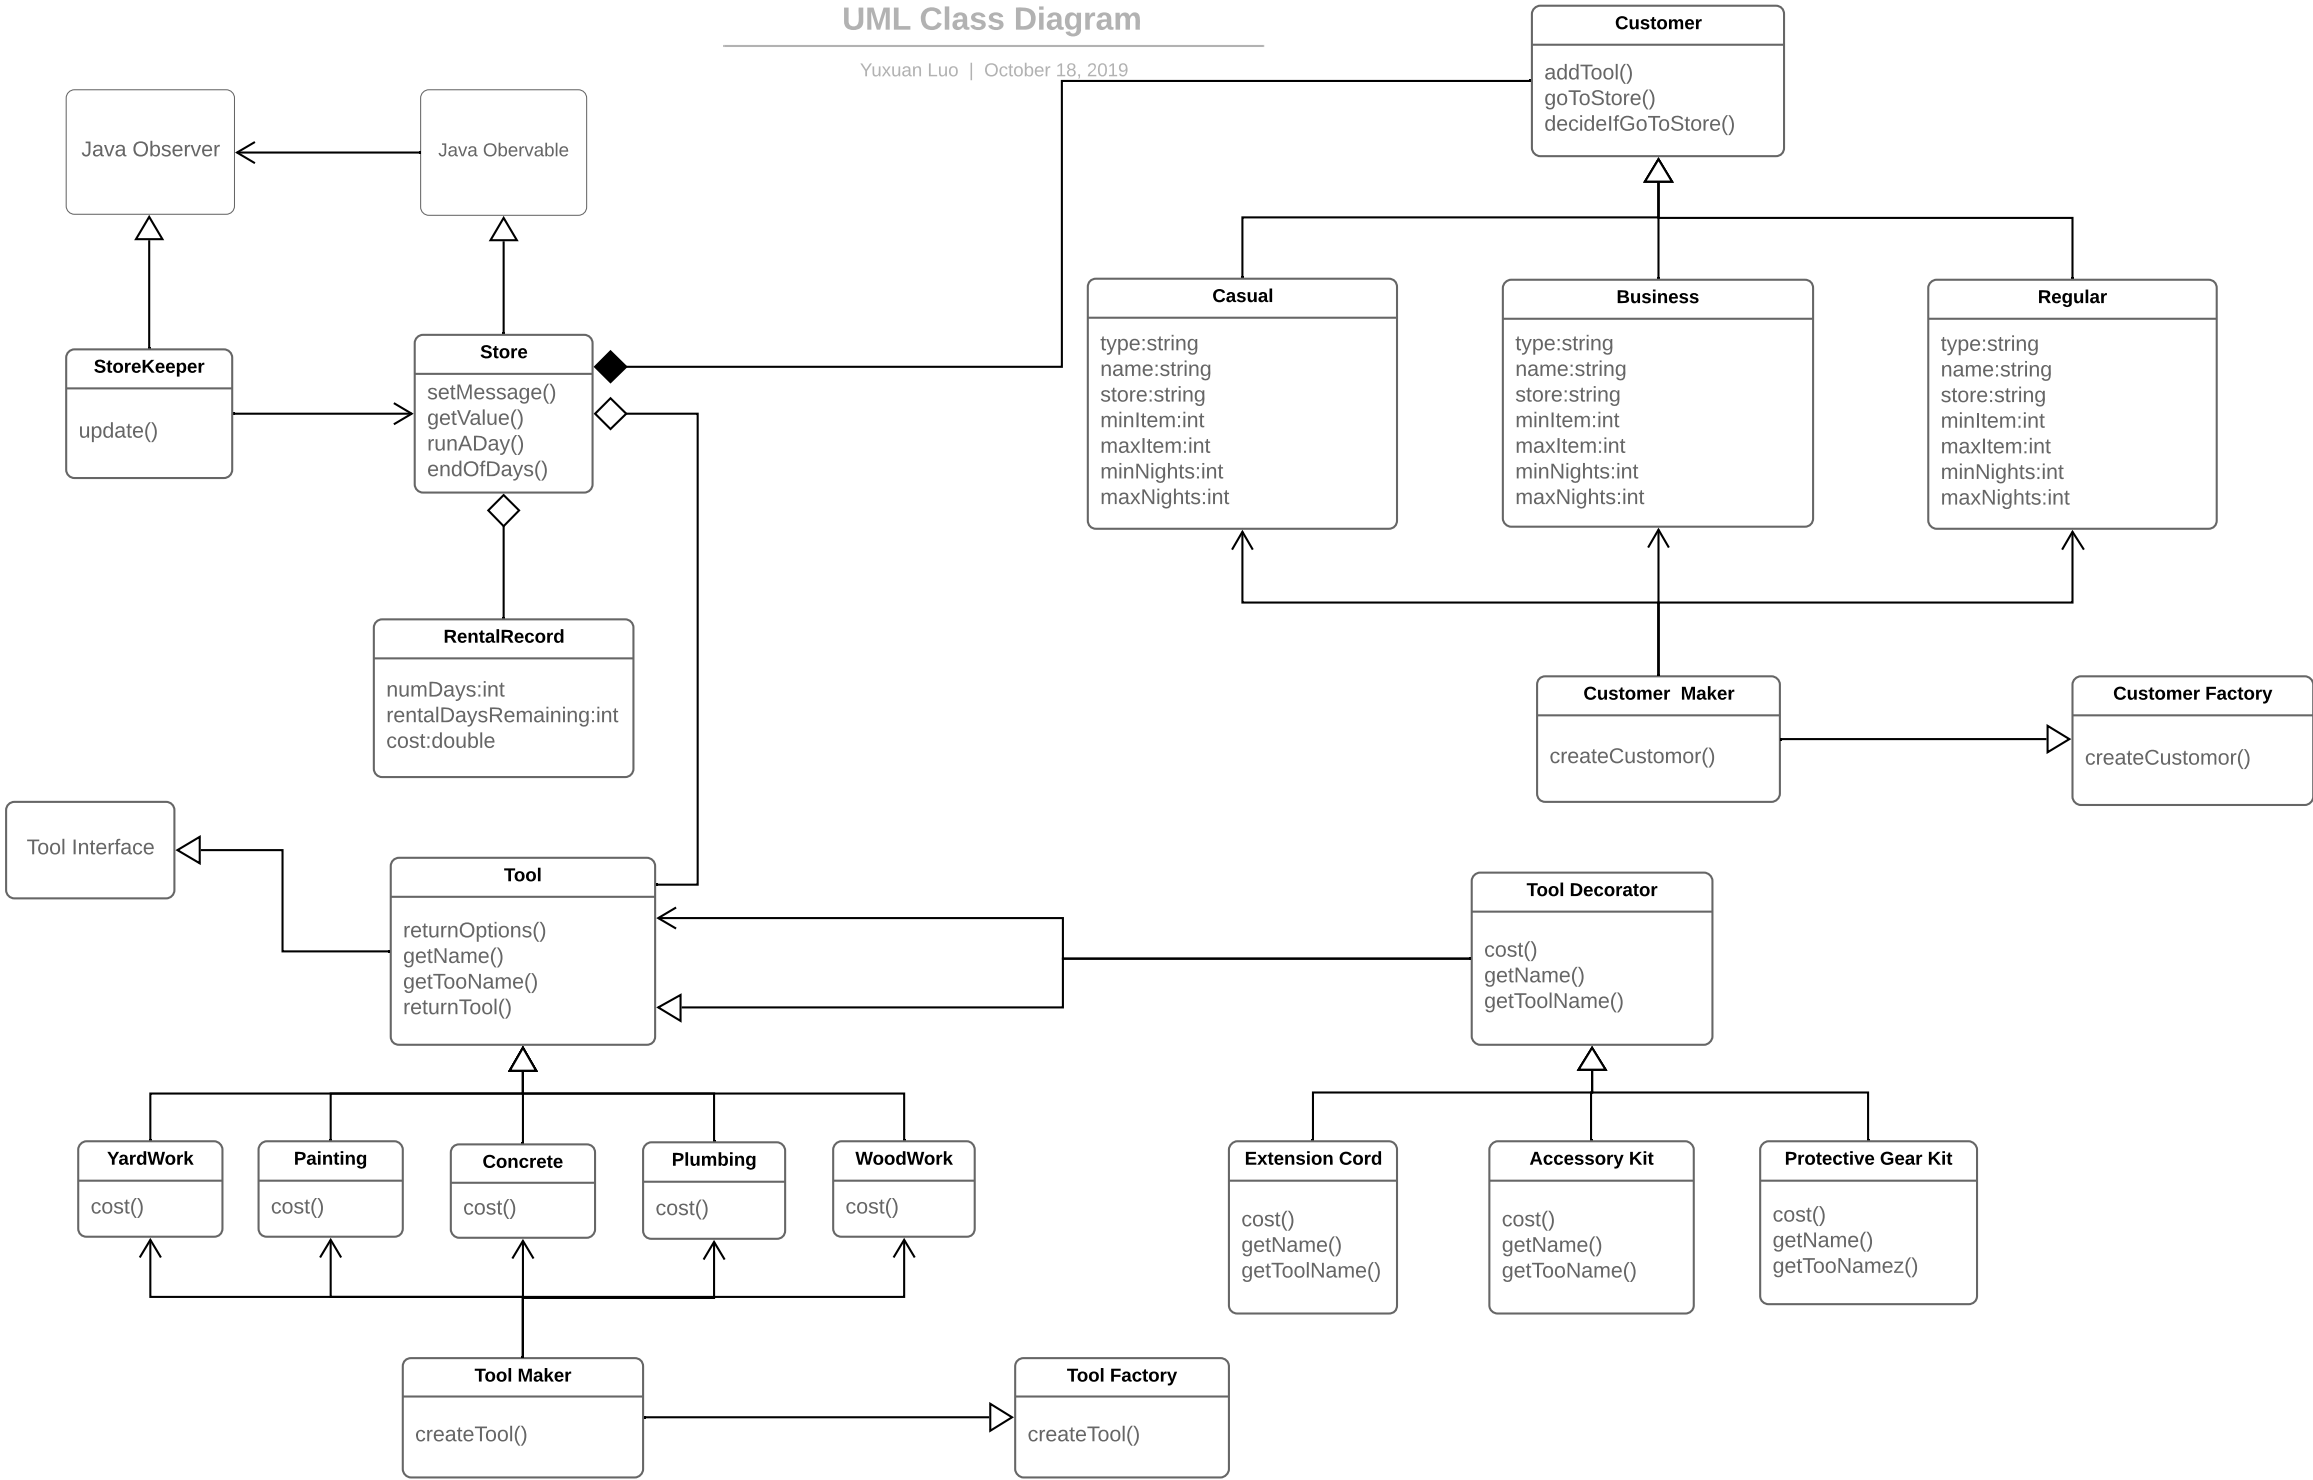 UML Class Diagram
Yuxuan Luo | October 18, 2019
Customer
addTool()
goToStore()
decideIfGoToStore()
Java Observer
Java Obervable
Casual
type:string
name:string
store:string
minItem:int
maxItem:int
minNights:int
maxNights:int
Business
type:string
name:string
store:string
minItem:int
maxItem:int
minNights:int
maxNights:int
Regular
type:string
name:string
store:string
minItem:int
maxItem:int
minNights:int
maxNights:int
StoreKeeper
update()
Store
setMessage()
getValue()
runADay()
endOfDays()
RentalRecord
numDays:int
rentalDaysRemaining:int
cost:double
Customer  Maker
createCustomor()
Customer Factory
createCustomor()
Tool Interface
Tool
returnOptions()
getName()
getTooName()
returnTool()
Tool Decorator
cost()
getName()
getToolName()
YardWork
cost()
Painting
cost()
Concrete
cost()
Plumbing
cost()
WoodWork
cost()
Extension Cord
cost()
getName()
getToolName()
Accessory Kit
cost()
getName()
getTooName()
Protective Gear Kit
cost()
getName()
getTooNamez()
Tool Maker
createTool()
Tool Factory
createTool()